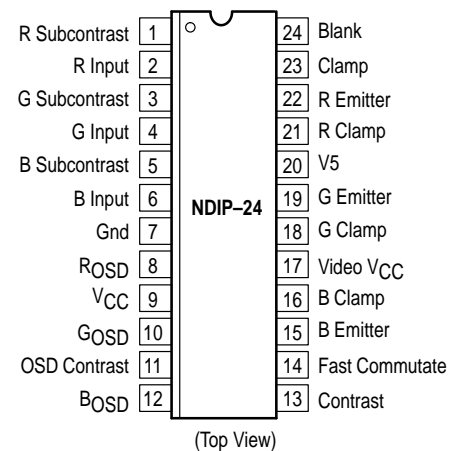 R Subcontrast 1 24 Blank
R Input 2 23 Clamp
G Subcontrast 3 22 R Emitter
G Input 4 21 R Clamp
B Subcontrast 5 20 V5
B Input 6 19 G Emitter
NDIP–24
Gnd 7 18 G Clamp
ROSD 8 17 Video VCC
VCC 9 16 B Clamp
GOSD 10 15 B Emitter
OSD Contrast 11 14 Fast Commutate
BOSD 12 13 Contrast
(Top View)